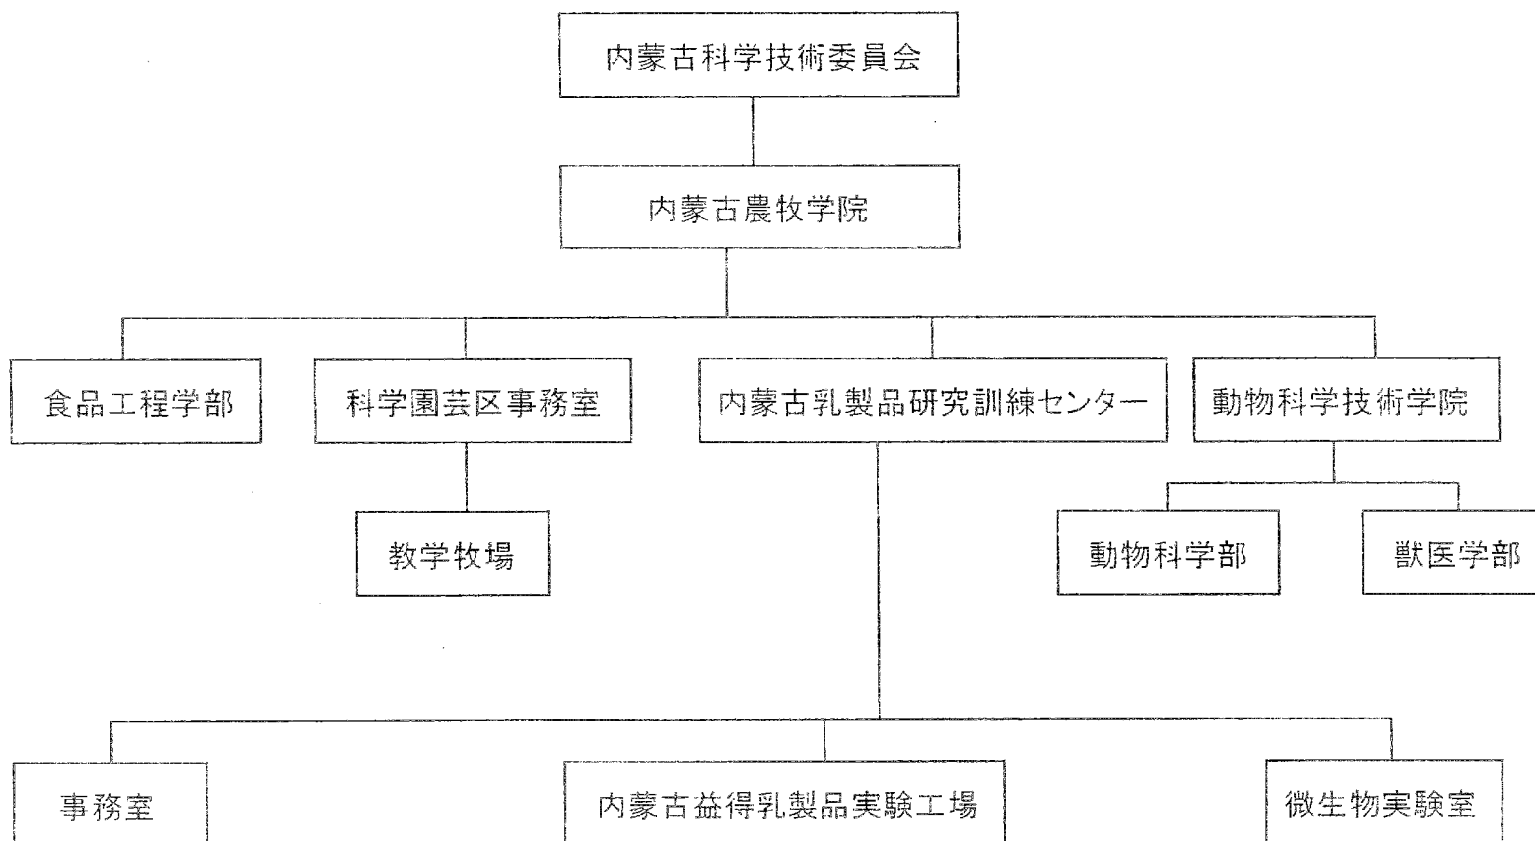 内蒙古科学技術委員会
内蒙古農牧学院
食品工程学部
科学園芸区事務室
内蒙古乳製品研究訓練センター
動物科学技術学院
教学牧場
動物科学部
獣医学部
事務室
内蒙古益得乳製品実験工場
微生物実験室